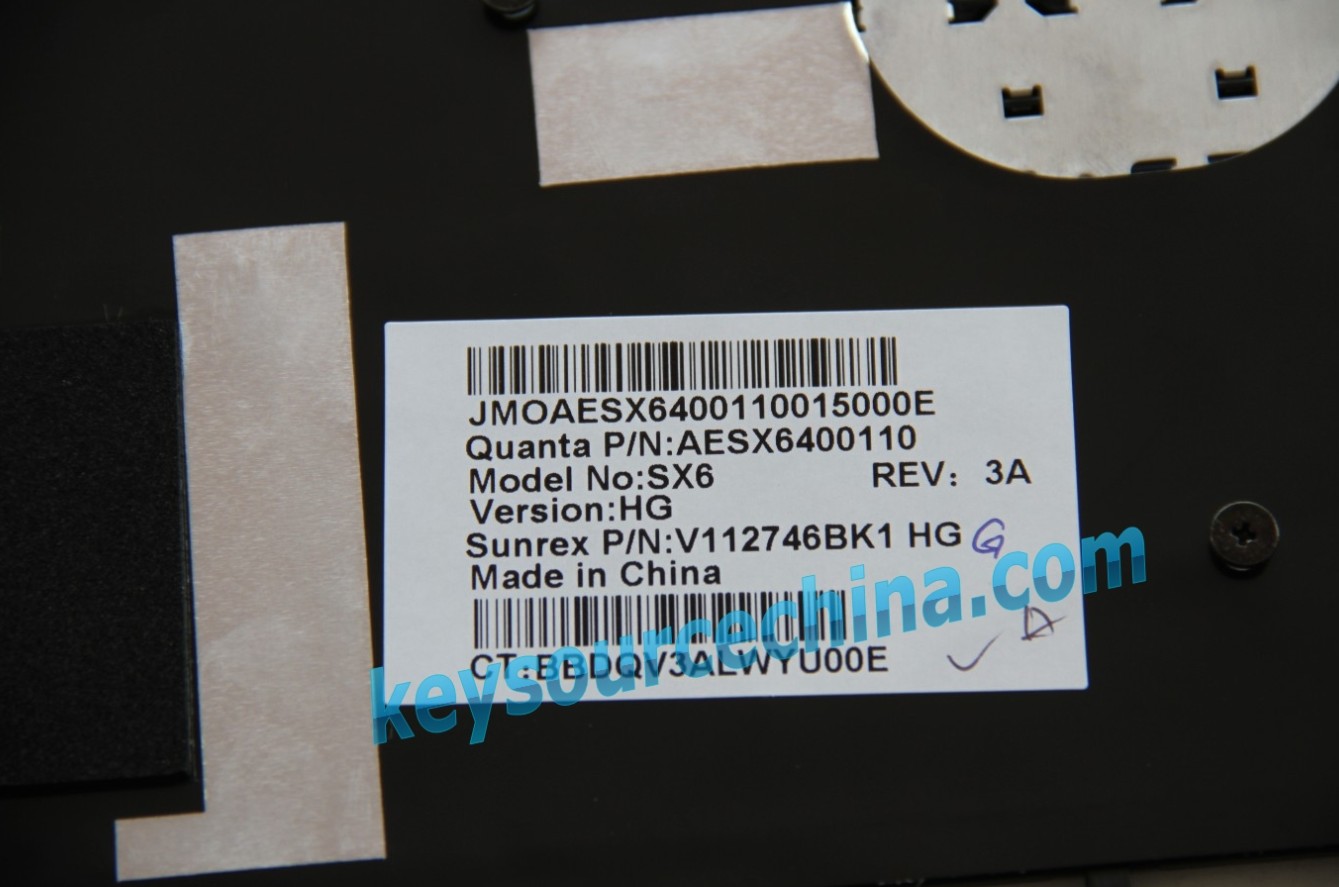 JMOAESX6400110015000E
Quanta P/N:AESX6400110
Model No:SX6 REV: 3A
Version:HG
Sunrex P/N:V112746BK1 HG G
Made in China
CT:BBDQV3ALWYU00E
A
keysourcechina.com